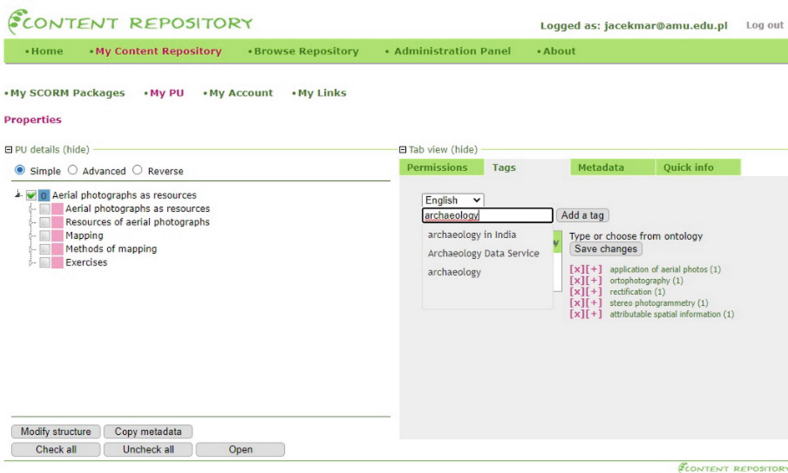 CONTENT REPOSITORY
Logged as: jacekmar@amu.edu.pl Log out
•Home •My Content Repository •Browse Repository • Administration Panel •About
•My SCORM Packages •My PU •My Account •My Links
Properties
PU details (hide)
Simple Advanced Reverse
0 Aerial photographs as resources
Aerial photographs as resources
Resources of aerial photographs
Mapping
Methods of mapping
Exercises
Modify structure Copy metadata
Check all Uncheck all Open
Tab view (hide)
Permissions Tags Metadata Quick info
English
archaeology Add a tag
archaeology in India
Archaeology Data Service
archaeology
Type or choose from ontology
Save changes
[x][+] application of aerial photos (1)
[x][+] ortophotography (1)
[x][+] rectification (1)
[x][+] stereo photogrammetry (1)
[x][+] attributable spatial information (1)
CONTENT REPOSITORY